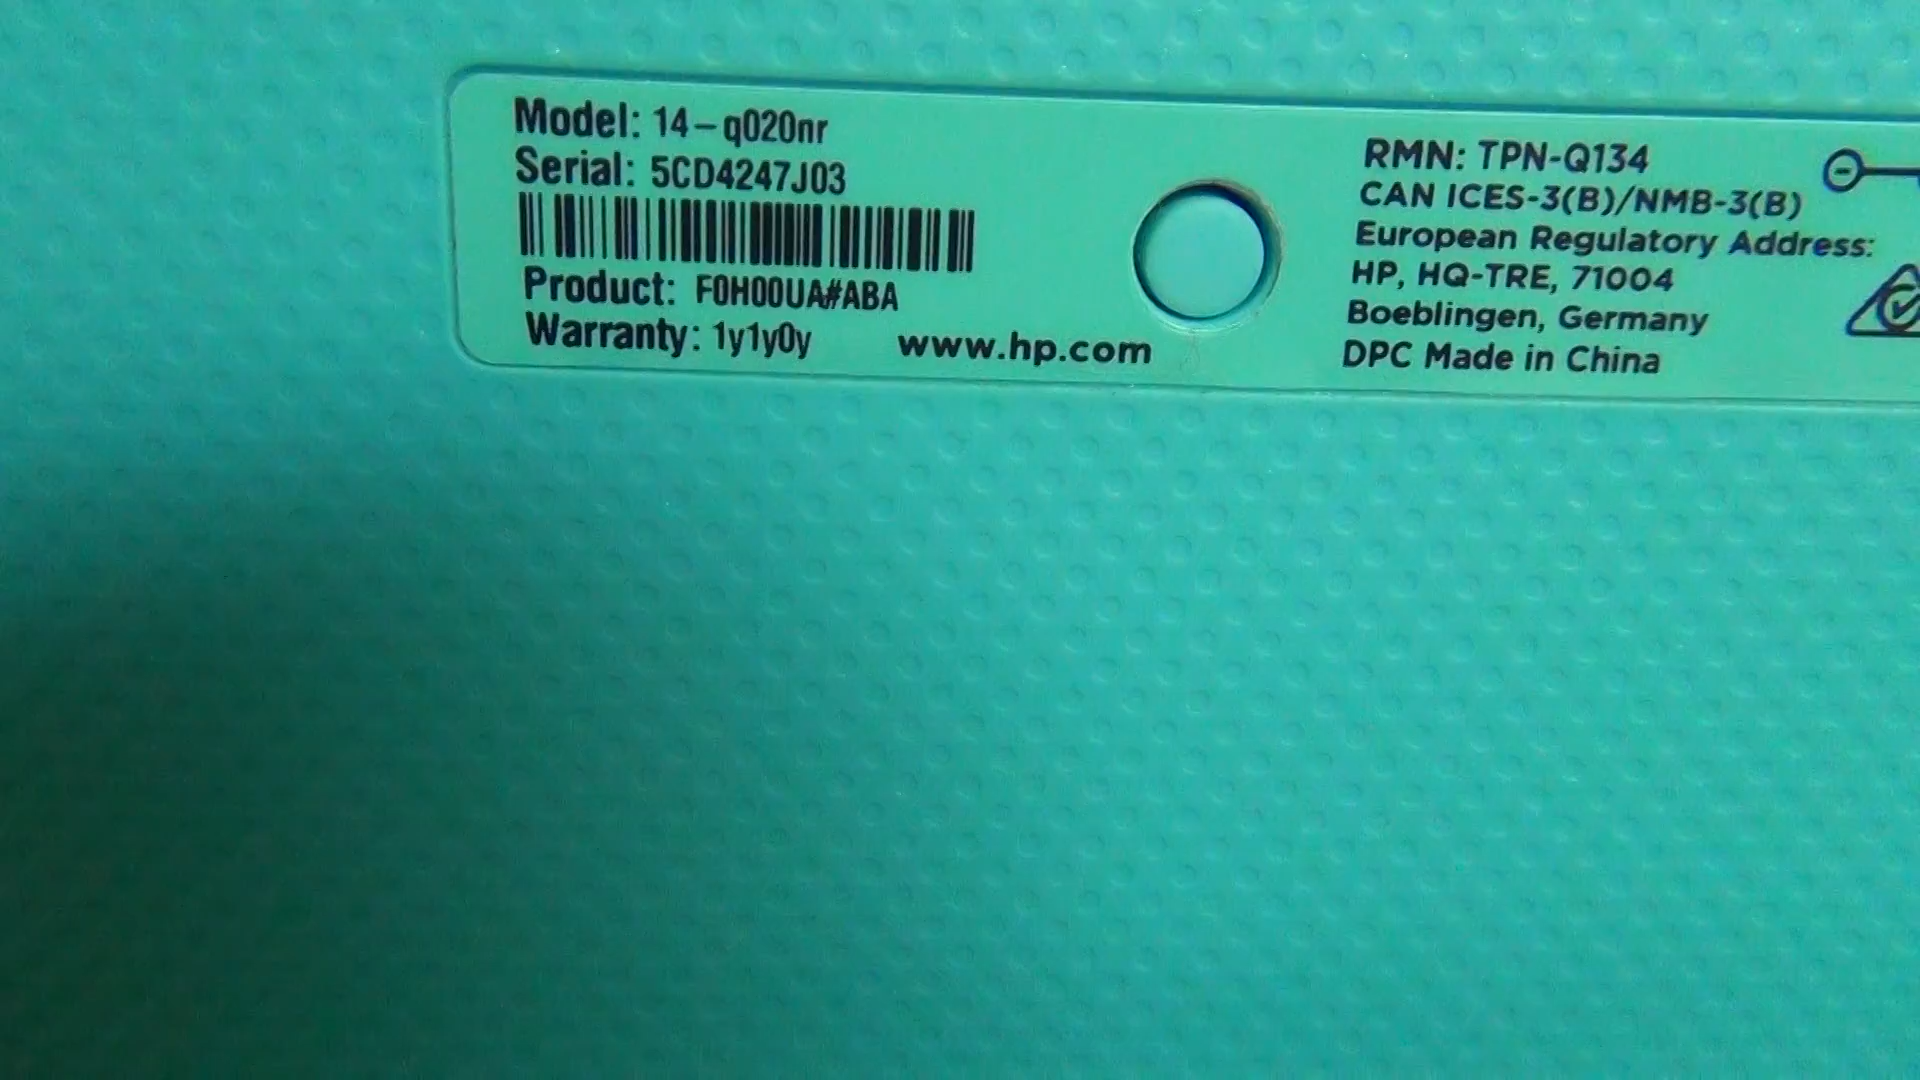 Model: 14-q020nr
Serial: 5CD4247J03
Product: F0H00UA#ABA
Warranty: 1y1y0y
www.hp.com
RMN: TPN-Q134
CAN ICES-3(B)/NMB-3(B)
European Regulatory Address:
HP, HQ-TRE, 71004
Boeblingen, Germany
DPC Made in China